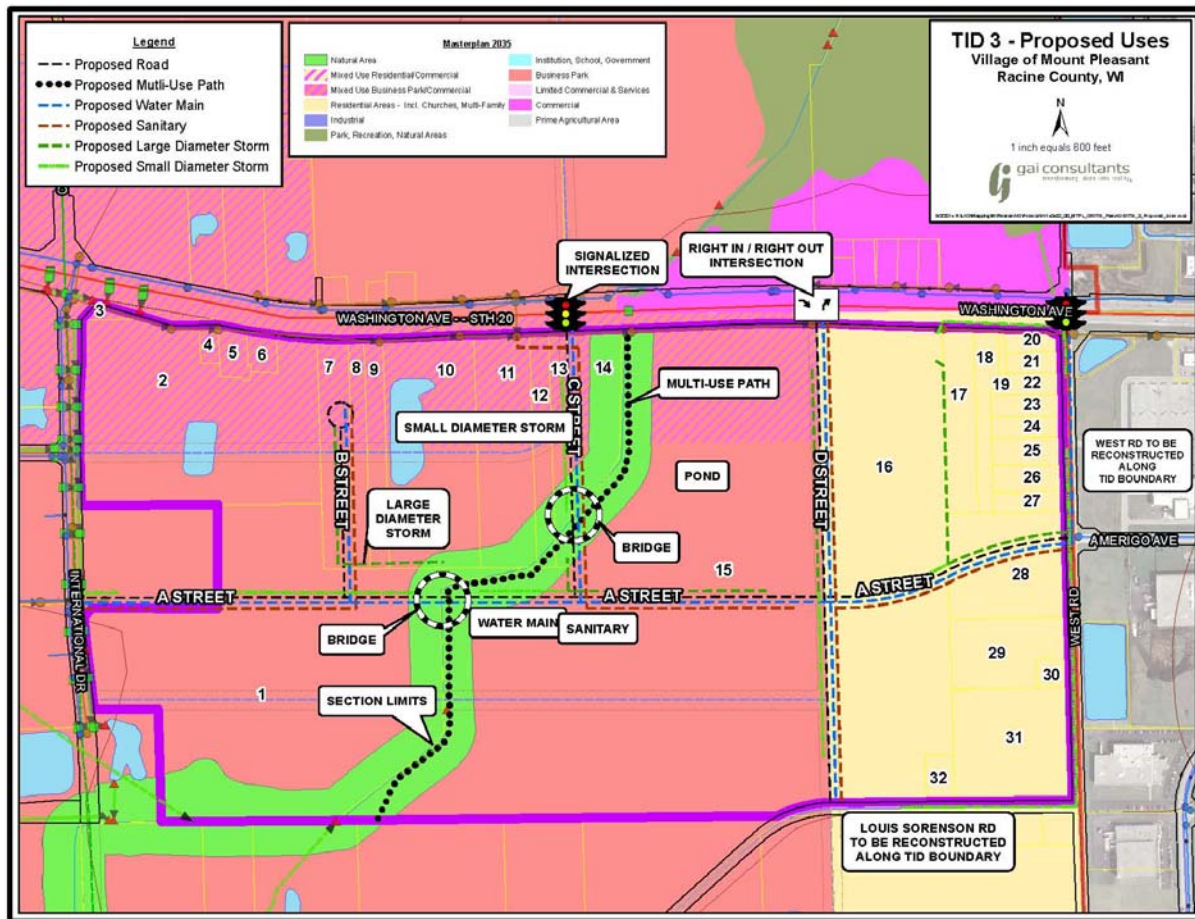 Legend
Proposed Road
Proposed Mutli-Use Path
Proposed Water Main
Proposed Sanitary
Proposed Large Diameter Storm
Proposed Small Diameter Storm
Masterplan 2035
Natural Area
Mixed Use Residential/Commercial
Mixed Use Business Park/Commercial
Residential Areas - Incl. Churches, Multi-Family
Industrial
Park, Recreation, Natural Areas
Institution, School, Government
Business Park
Limited Commercial & Services
Commercial
Prime Agricultural Area
TID 3 - Proposed Uses
Village of Mount Pleasant
Racine County, WI
N
1 inch equals 600 feet
gai consultants
SIGNALIZED
INTERSECTION
RIGHT IN / RIGHT OUT
INTERSECTION
WASHINGTON AVE -- STH 20
WASHINGTON AVE
3
4
5
6
2
7
8
9
10
11
12
13
14
MULTI-USE PATH
SMALL DIAMETER STORM
C STREET
17
18
19
20
21
22
23
24
25
26
27
16
WEST RD TO BE
RECONSTRUCTED
ALONG
TID BOUNDARY
POND
B STREET
LARGE
DIAMETER
STORM
BRIDGE
D STREET
AMERIGO AVE
15
28
A STREET
A STREET
A STREET
INTERNATIONAL DR
BRIDGE
WATER MAIN
SANITARY
WEST RD
29
30
1
SECTION LIMITS
31
32
LOUIS SORENSON RD
TO BE RECONSTRUCTED
ALONG TID BOUNDARY